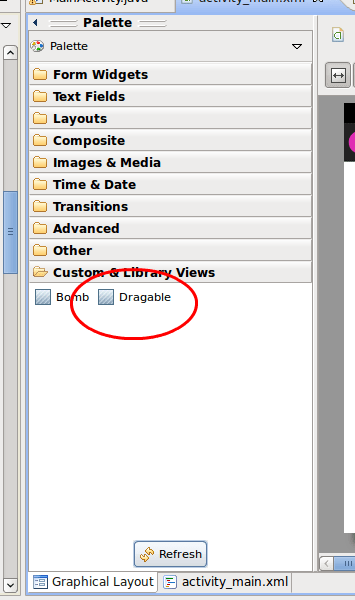 MainActivity.java activity_main.xml
Palette
Palette
Form Widgets
Text Fields
Layouts
Composite
Images & Media
Time & Date
Transitions
Advanced
Other
Custom & Library Views
Bomb Dragable
Refresh
Graphical Layout activity_main.xml